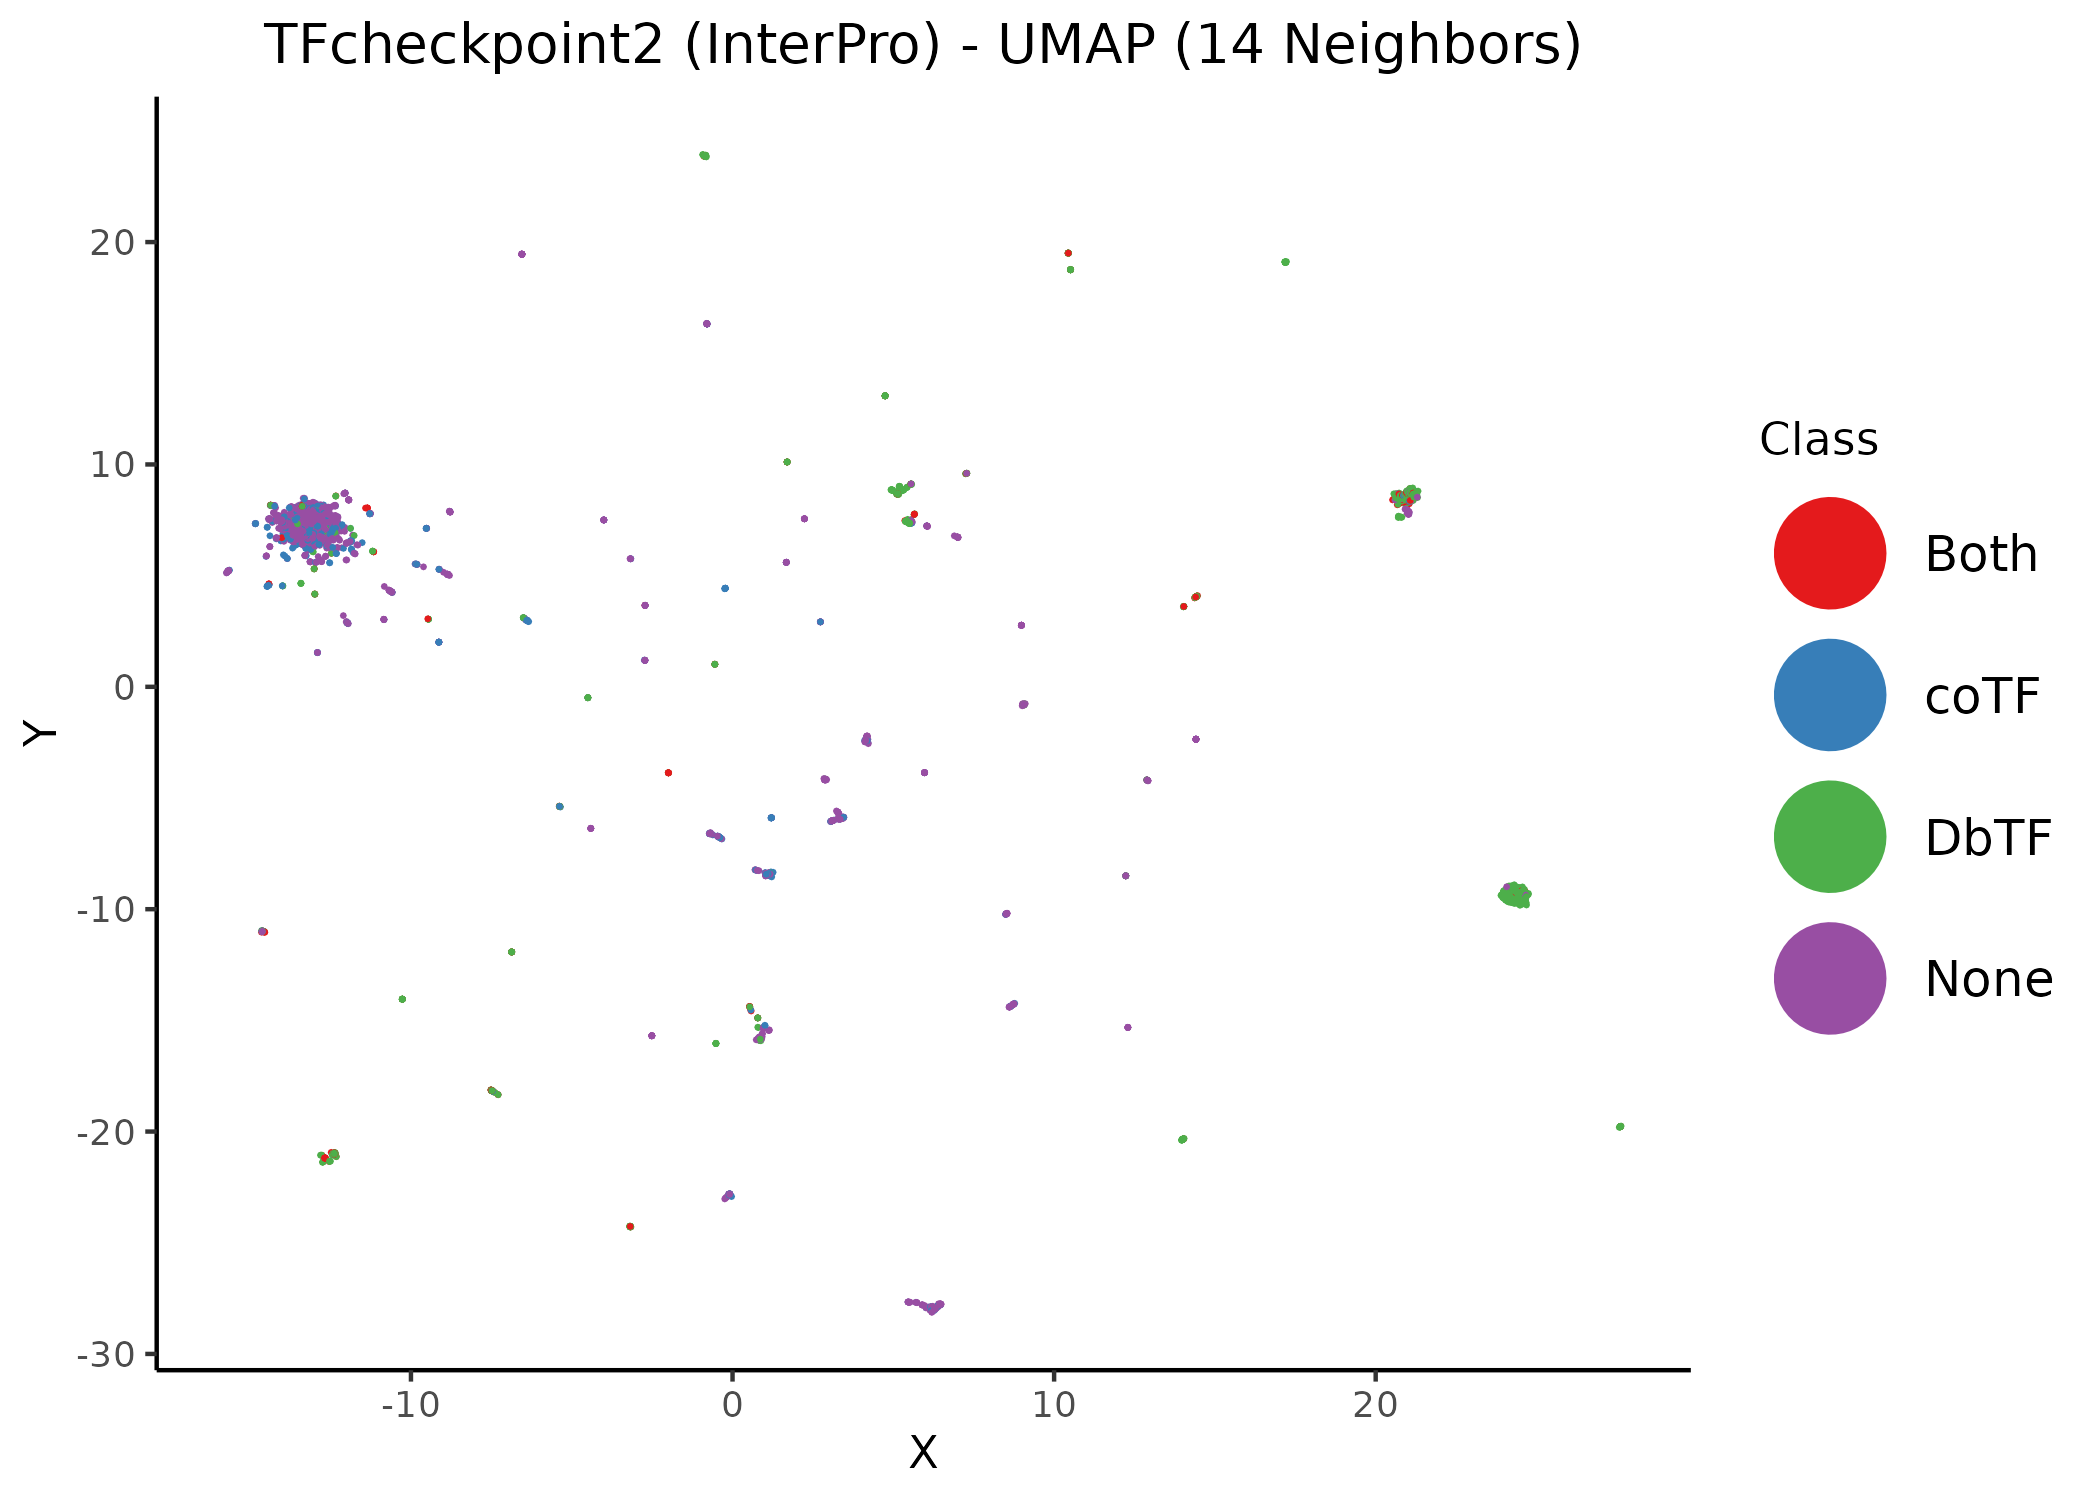 TFcheckpoint2 (InterPro) - UMAP (14 Neighbors)
20
10
0
-10
-20
-30
Y
-10
0
10
20
X
Class
Both
coTF
DbTF
None